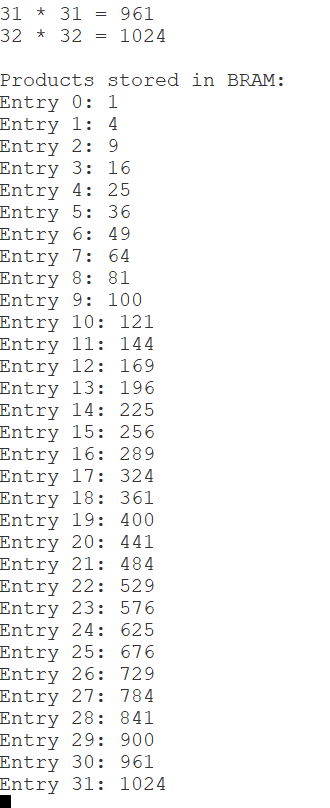 31 * 31 = 961
32 * 32 = 1024
Products stored in BRAM:
Entry 0: 1
Entry 1: 4
Entry 2: 9
Entry 3: 16
Entry 4: 25
Entry 5: 36
Entry 6: 49
Entry 7: 64
Entry 8: 81
Entry 9: 100
Entry 10: 121
Entry 11: 144
Entry 12: 169
Entry 13: 196
Entry 14: 225
Entry 15: 256
Entry 16: 289
Entry 17: 324
Entry 18: 361
Entry 19: 400
Entry 20: 441
Entry 21: 484
Entry 22: 529
Entry 23: 576
Entry 24: 625
Entry 25: 676
Entry 26: 729
Entry 27: 784
Entry 28: 841
Entry 29: 900
Entry 30: 961
Entry 31: 1024